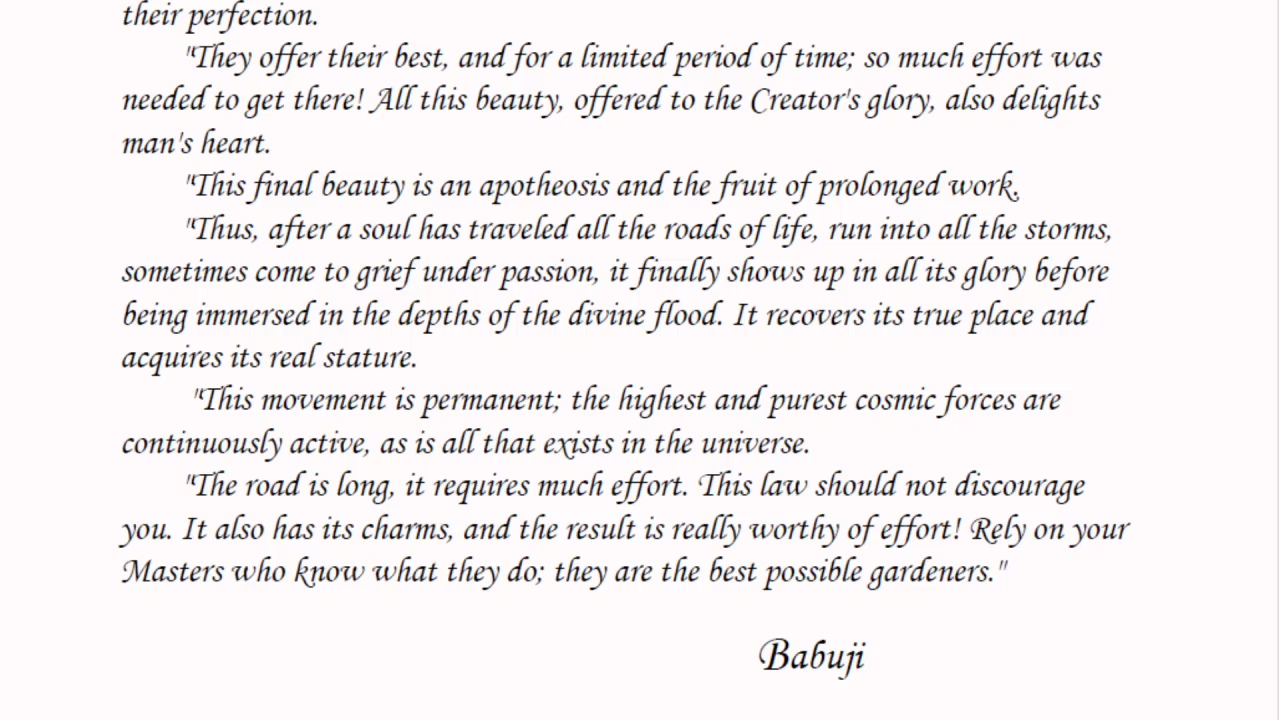 their perfection.
"They offer their best, and for a limited period of time; so much effort was
needed to get there! All this beauty, offered to the Creator's glory, also delights
man's heart.
"This final beauty is an apotheosis and the fruit of prolonged work.
"Thus, after a soul has traveled all the roads of life, run into all the storms,
sometimes come to grief under passion, it finally shows up in all its glory before
being immersed in the depths of the divine flood. It recovers its true place and
acquires its real stature.
"This movement is permanent; the highest and purest cosmic forces are
continuously active, as is all that exists in the universe.
"The road is long, it requires much effort. This law should not discourage
you. It also has its charms, and the result is really worthy of effort! Rely on your
Masters who know what they do; they are the best possible gardeners."
Babuji